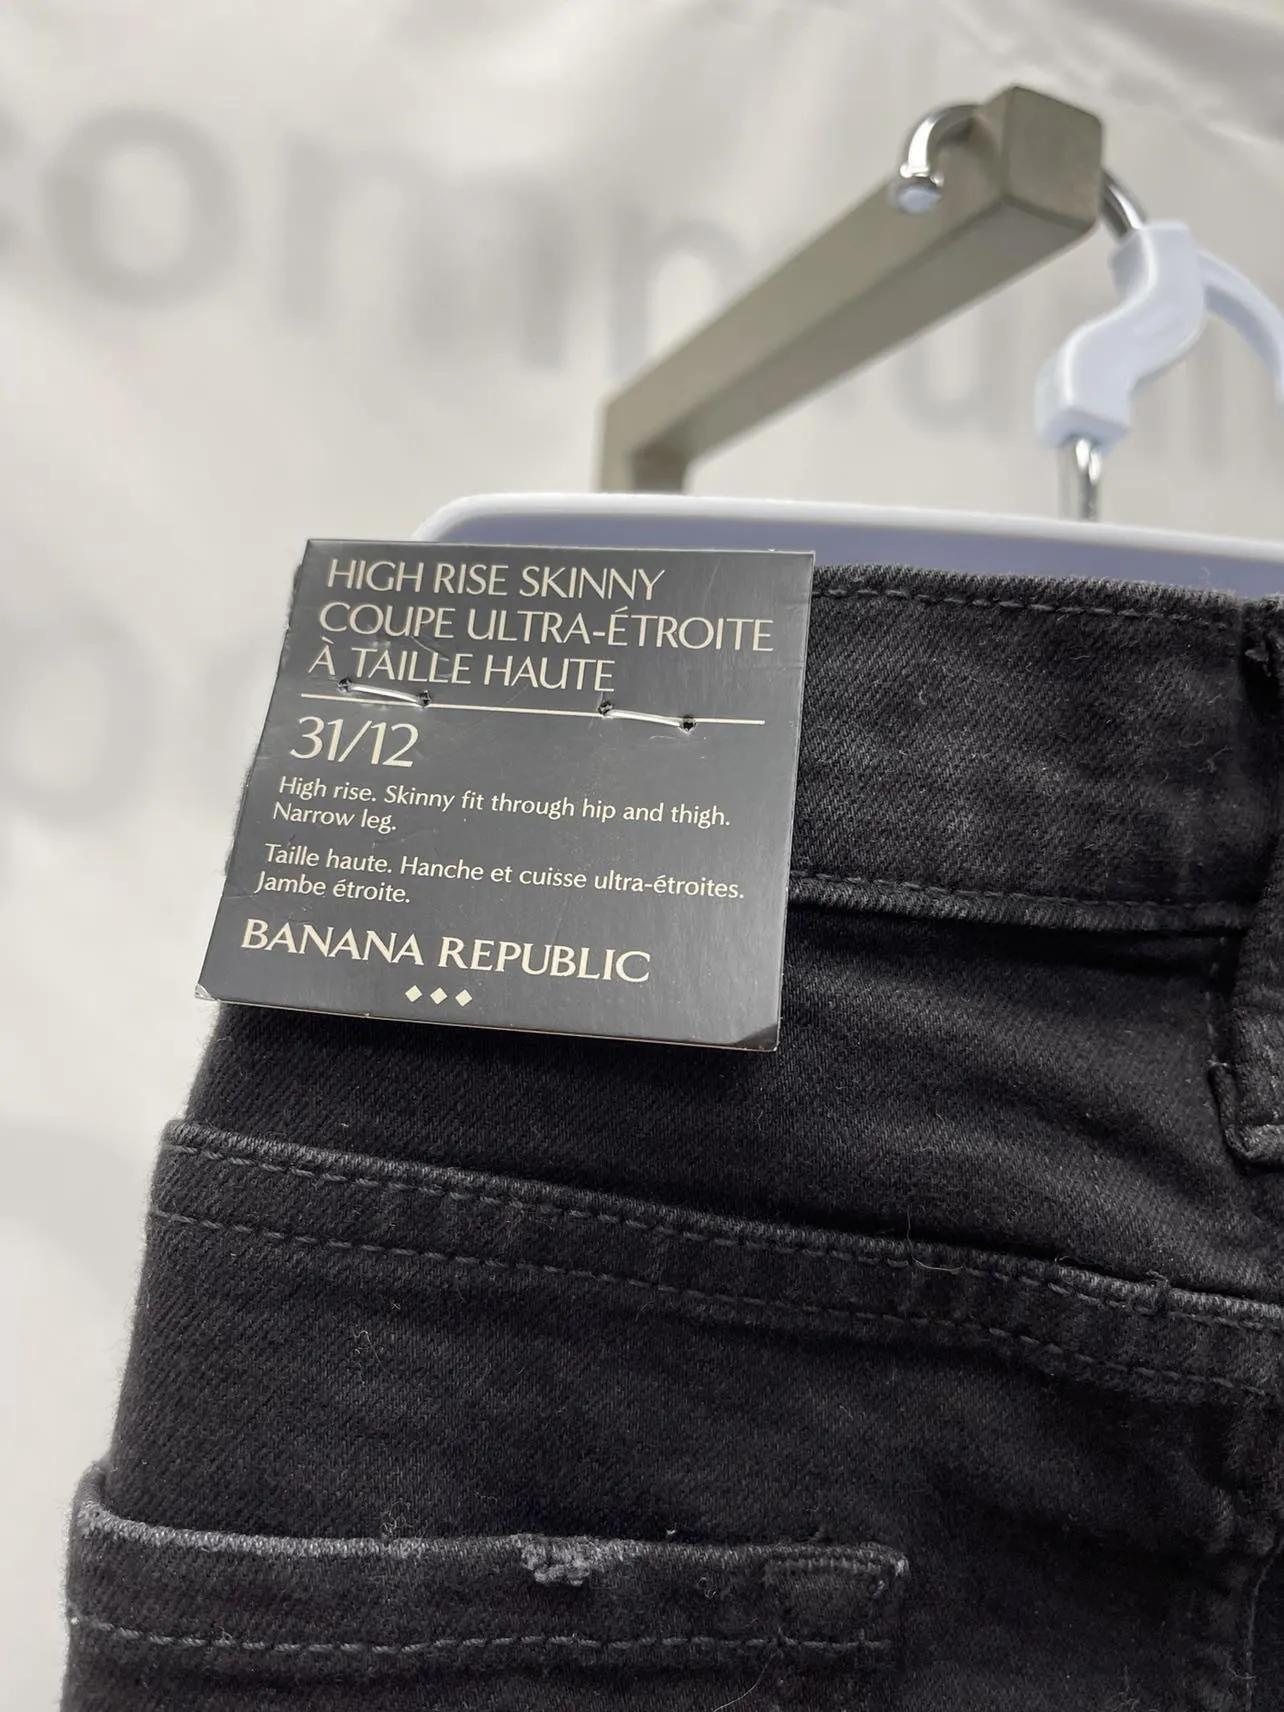 HIGH RISE SKINNY
COUPE ULTRA-ÉTROITE
À TAILLE HAUTE
31/12
High rise. Skinny fit through hip and thigh.
Narrow leg.
Taille haute. Hanche et cuisse ultra-étroites.
Jambe étroite.
BANANA REPUBLIC